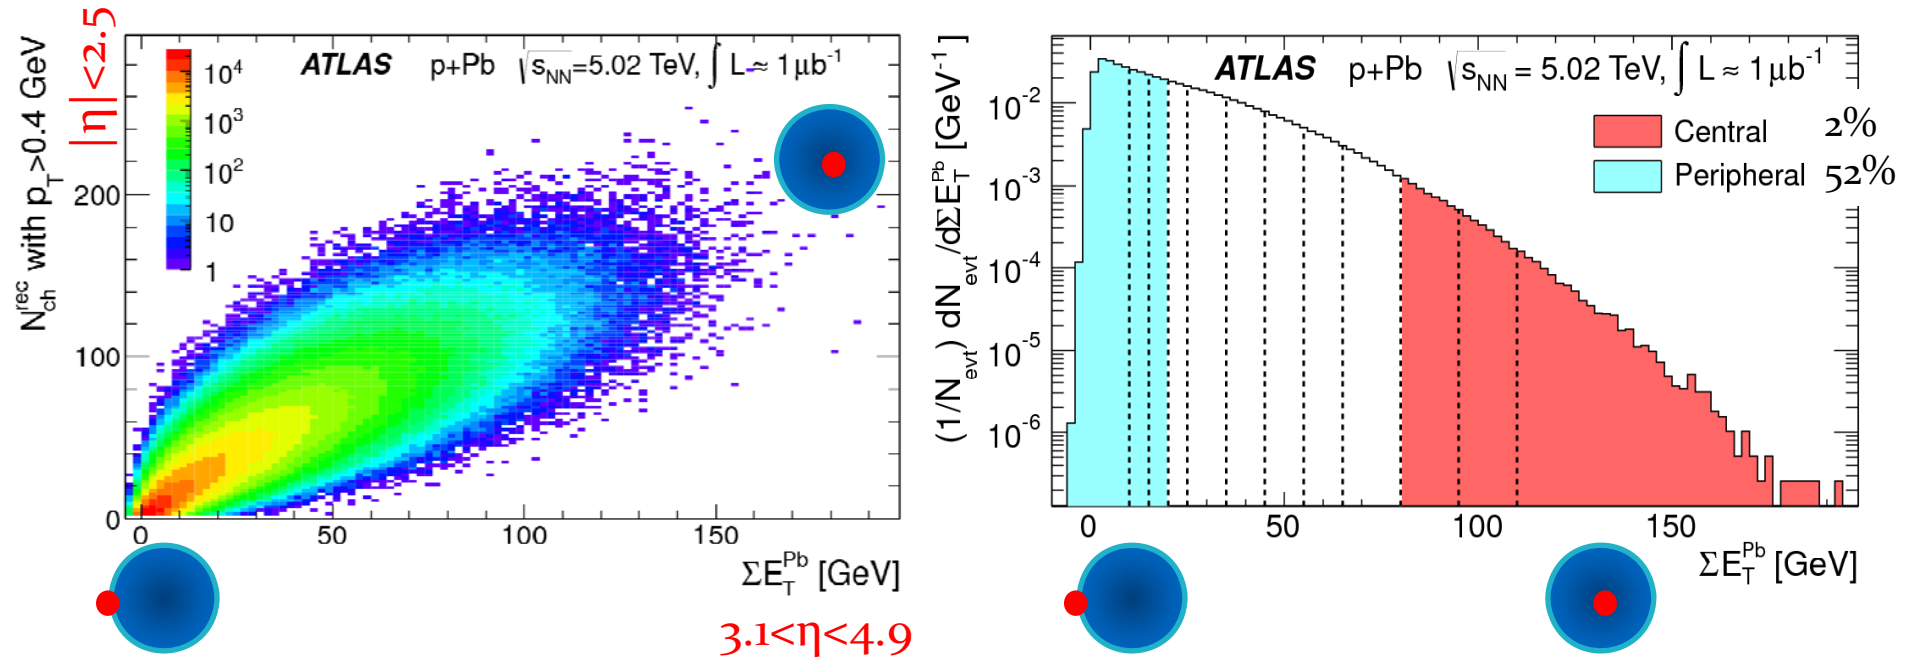 |η|<2.5
N_ch^rec with p_T>0.4 GeV
ATLAS p+Pb √s_NN=5.02 TeV, ∫ L ≈ 1 μb^-1
10^4
10^3
10^2
10
1
200
100
0
0 50 100 150
ΣE_T^Pb [GeV]
3.1<η<4.9
(1/N_evt) dN_evt/dΣE_T^Pb [GeV^-1]
ATLAS p+Pb √s_NN = 5.02 TeV, ∫ L ≈ 1 μb^-1
Central 2%
Peripheral 52%
10^-2
10^-3
10^-4
10^-5
10^-6
0 50 100 150
ΣE_T^Pb [GeV]